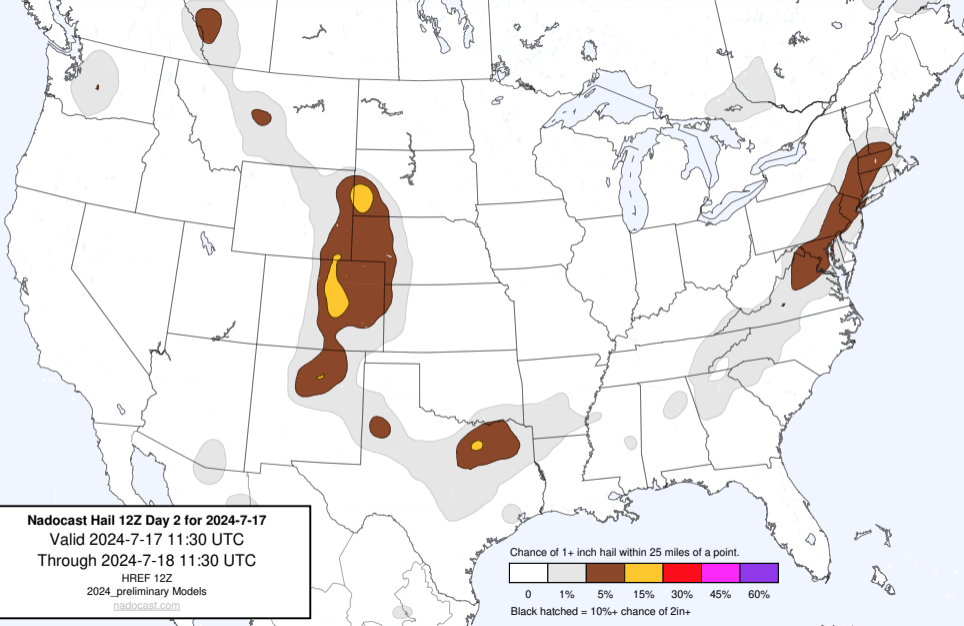 Nadocast Hail 12Z Day 2 for 2024-7-17
Valid 2024-7-17 11:30 UTC
Through 2024-7-18 11:30 UTC
HREF 12Z
2024_preliminary Models
nadocast.com
Chance of 1+ inch hail within 25 miles of a point.
0 1% 5% 15% 30% 45% 60%
Black hatched = 10%+ chance of 2in+